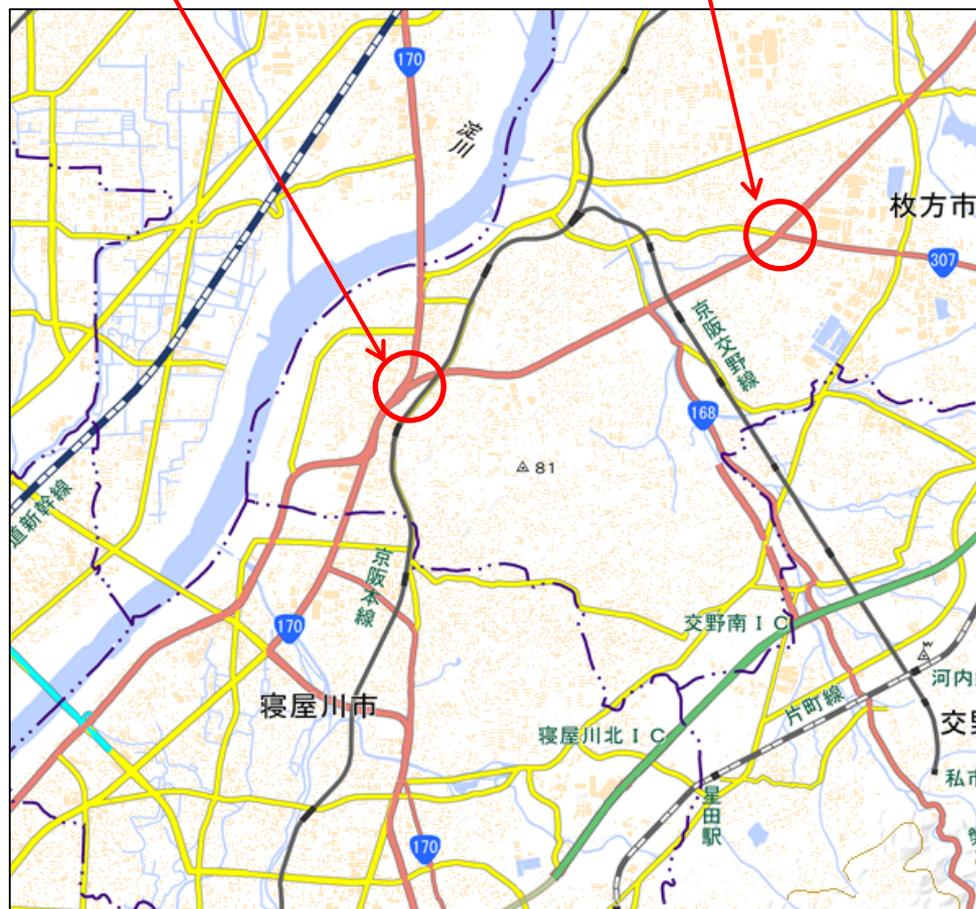 170
淀川
枚方市
307
京阪交野線
168
81
道新幹線
京阪本線
交野南IC
170
寝屋川市
片町線
寝屋川北IC
星田駅
170
河内
交
私市